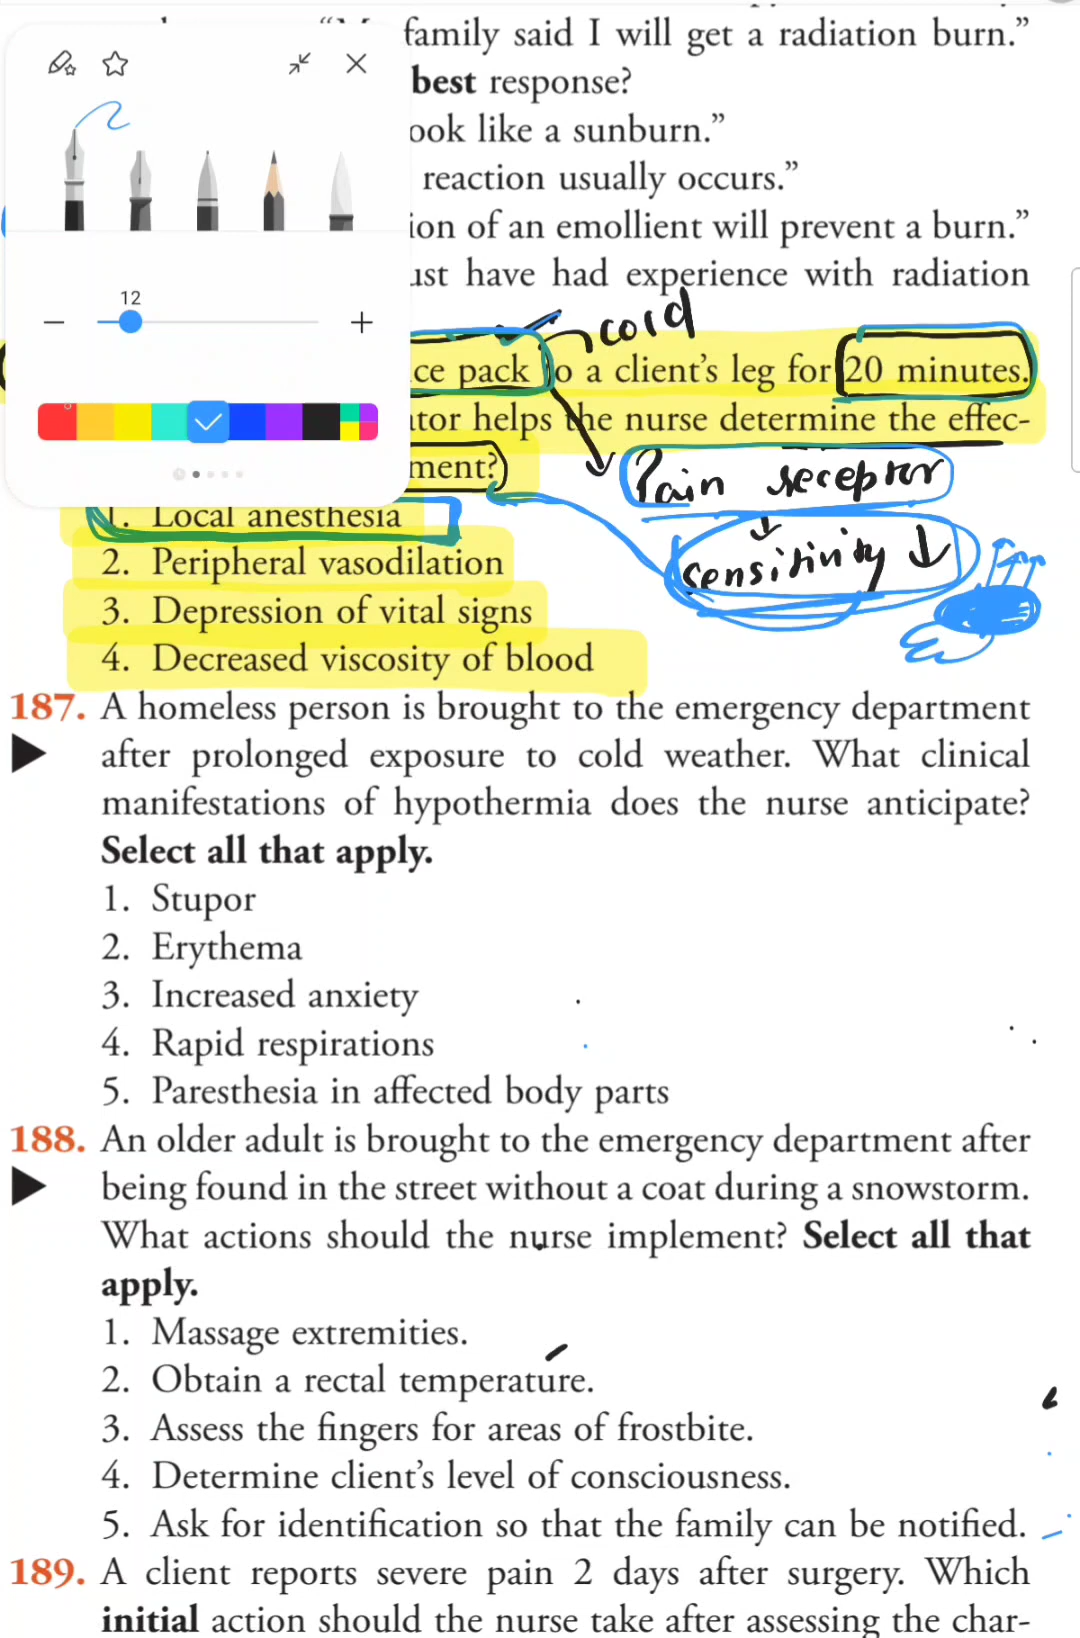 family said I will get a radiation burn.”
best response?
ook like a sunburn.”
reaction usually occurs.”
ion of an emollient will prevent a burn.”
ust have had experience with radiation
12
cold
ce pack to a client’s leg for 20 minutes.
tor helps the nurse determine the effec-
ment?
Pain receptor
1. Local anesthesia
2. Peripheral vasodilation
sensitivity ↓
3. Depression of vital signs
4. Decreased viscosity of blood
187. A homeless person is brought to the emergency department
after prolonged exposure to cold weather. What clinical
manifestations of hypothermia does the nurse anticipate?
Select all that apply.
1. Stupor
2. Erythema
3. Increased anxiety
4. Rapid respirations
5. Paresthesia in affected body parts
188. An older adult is brought to the emergency department after
being found in the street without a coat during a snowstorm.
What actions should the nurse implement? Select all that
apply.
1. Massage extremities.
2. Obtain a rectal temperature.
3. Assess the fingers for areas of frostbite.
4. Determine client’s level of consciousness.
5. Ask for identification so that the family can be notified.
189. A client reports severe pain 2 days after surgery. Which
initial action should the nurse take after assessing the char-